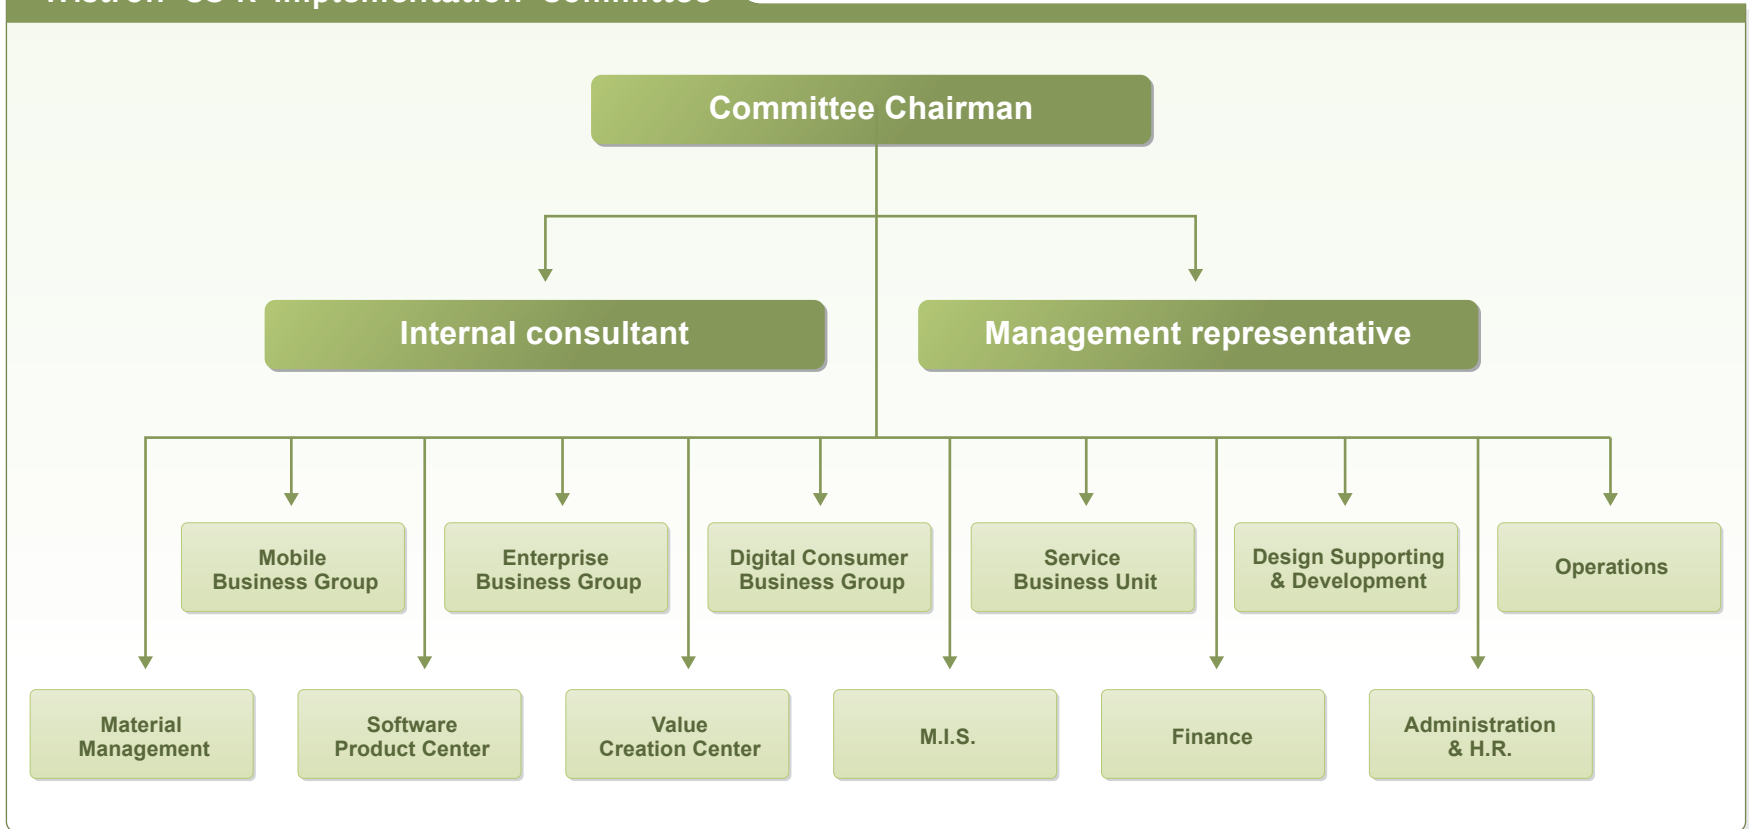 Committee Chairman
Internal consultant
Management representative
Mobile
Business Group
Enterprise
Business Group
Digital Consumer
Business Group
Service
Business Unit
Design Supporting
& Development
Operations
Material
Management
Software
Product Center
Value
Creation Center
M.I.S.
Finance
Administration
& H.R.